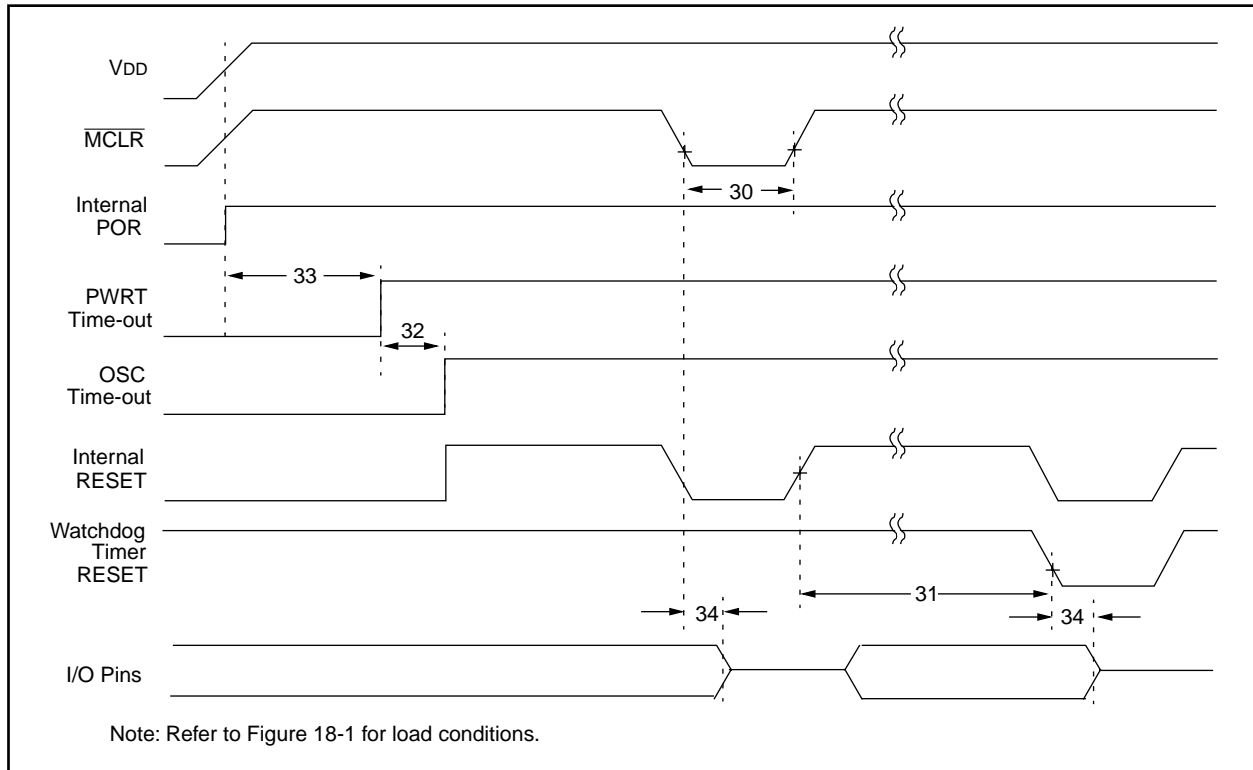 VDD
MCLR
30
Internal
POR
33
PWRT
Time-out
32
OSC
Time-out
Internal
RESET
Watchdog
Timer
RESET
31
34
34
I/O Pins
Note: Refer to Figure 18-1 for load conditions.